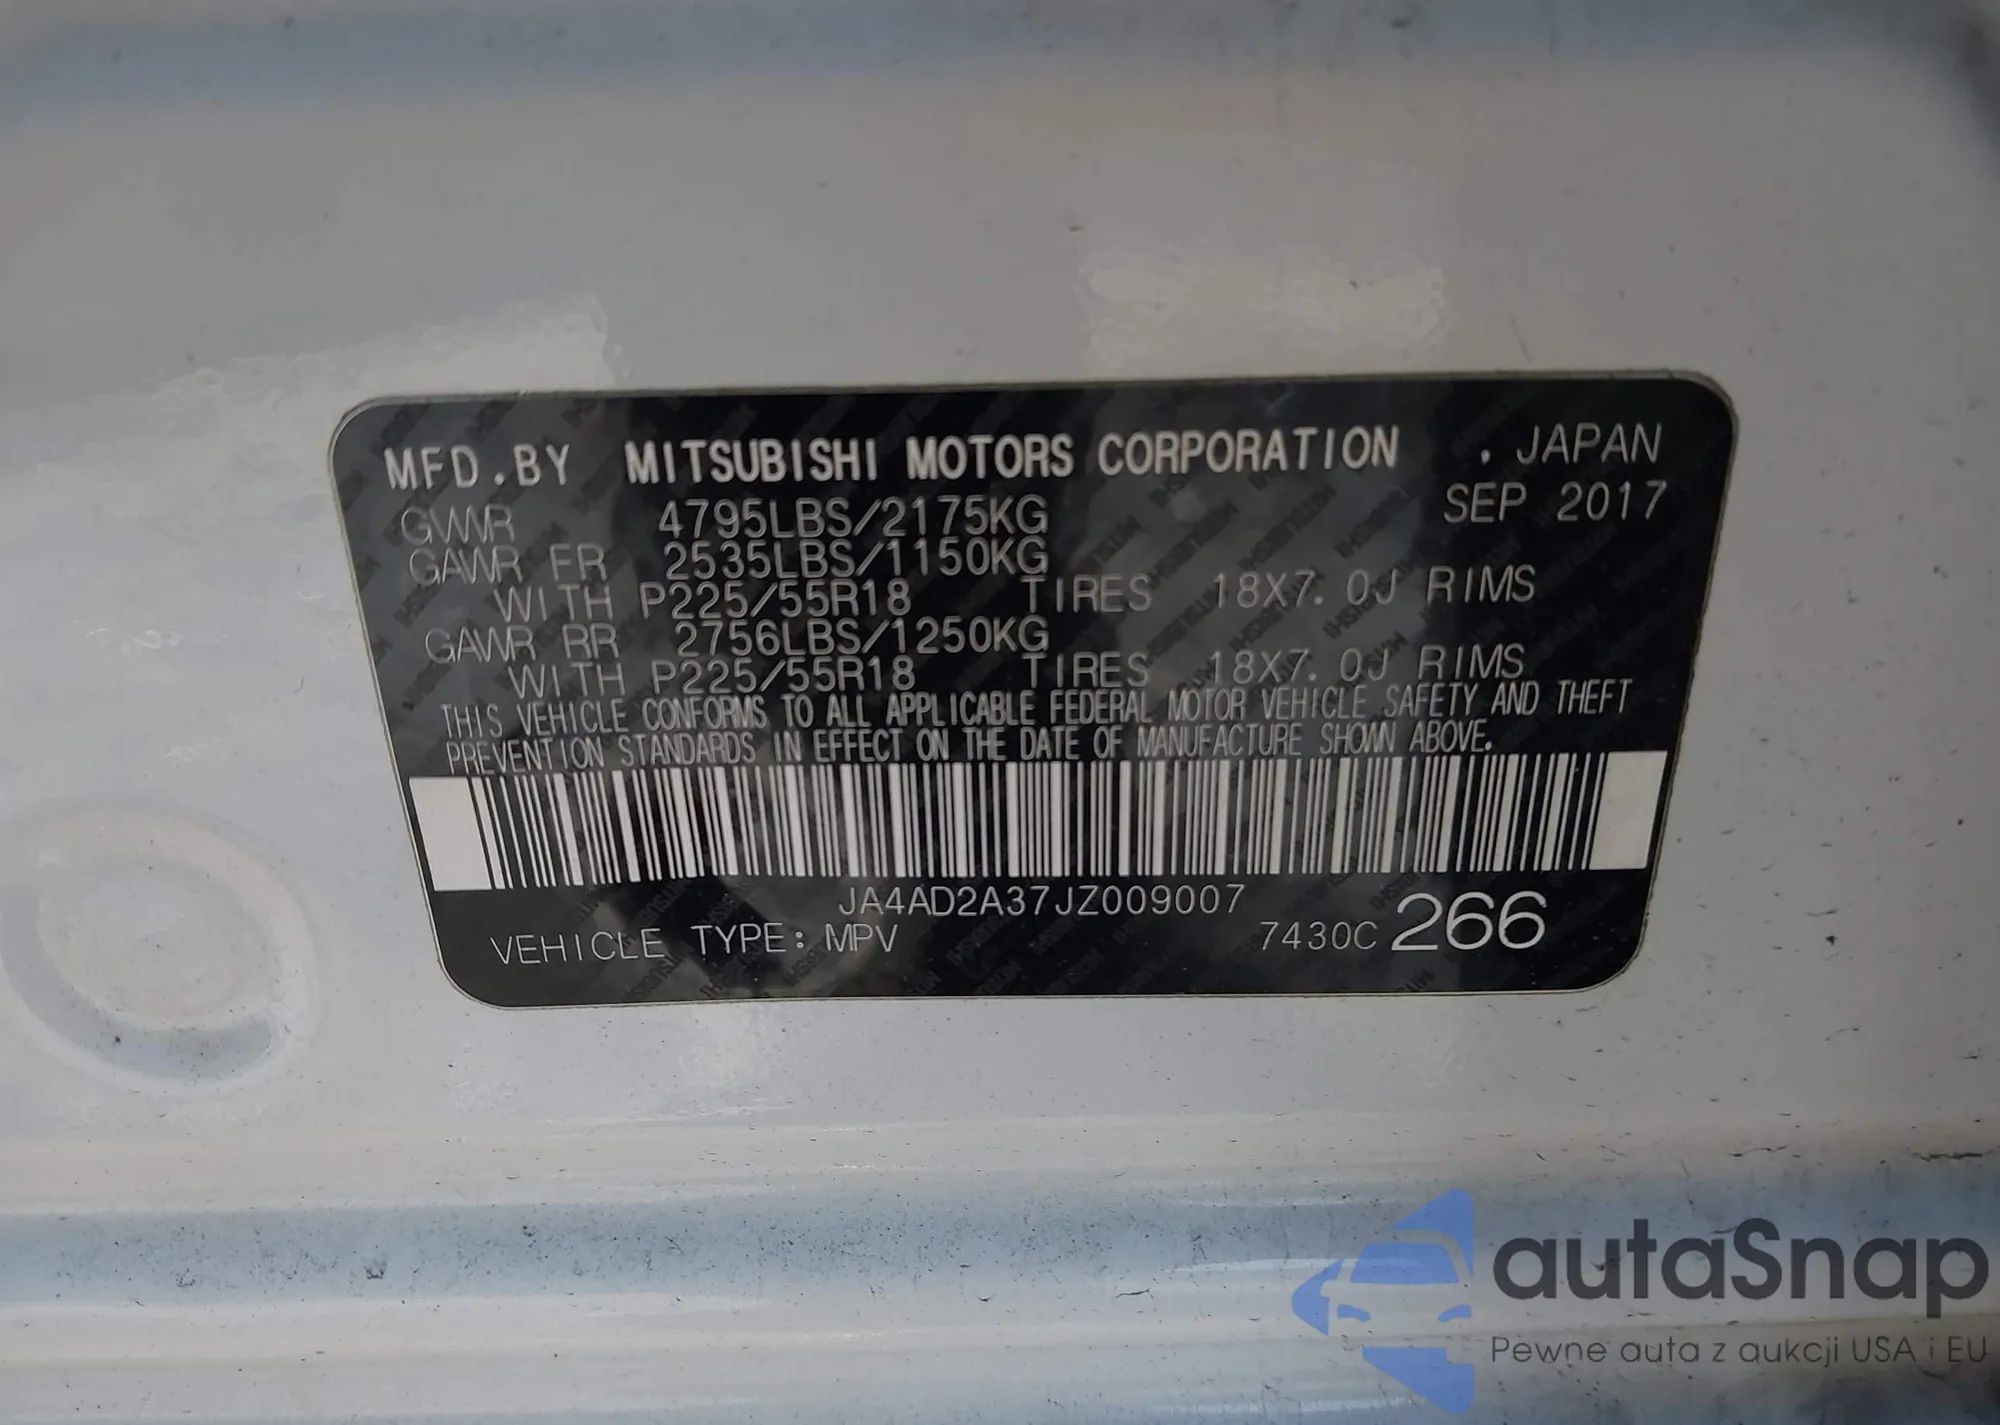 MFD.BY MITSUBISHI MOTORS CORPORATION . JAPAN
GVWR 4795LBS/2175KG SEP 2017
GAWR FR 2535LBS/1150KG
WITH P225/55R18 TIRES 18X7.0J RIMS
GAWR RR 2756LBS/1250KG
WITH P225/55R18 TIRES 18X7.0J RIMS
THIS VEHICLE CONFORMS TO ALL APPLICABLE FEDERAL MOTOR VEHICLE SAFETY AND THEFT
PREVENTION STANDARDS IN EFFECT ON THE DATE OF MANUFACTURE SHOWN ABOVE.
JA4AD2A37JZ009007
VEHICLE TYPE: MPV 7430C 266
autaSnap
Pewne auta z aukcji USA i EU